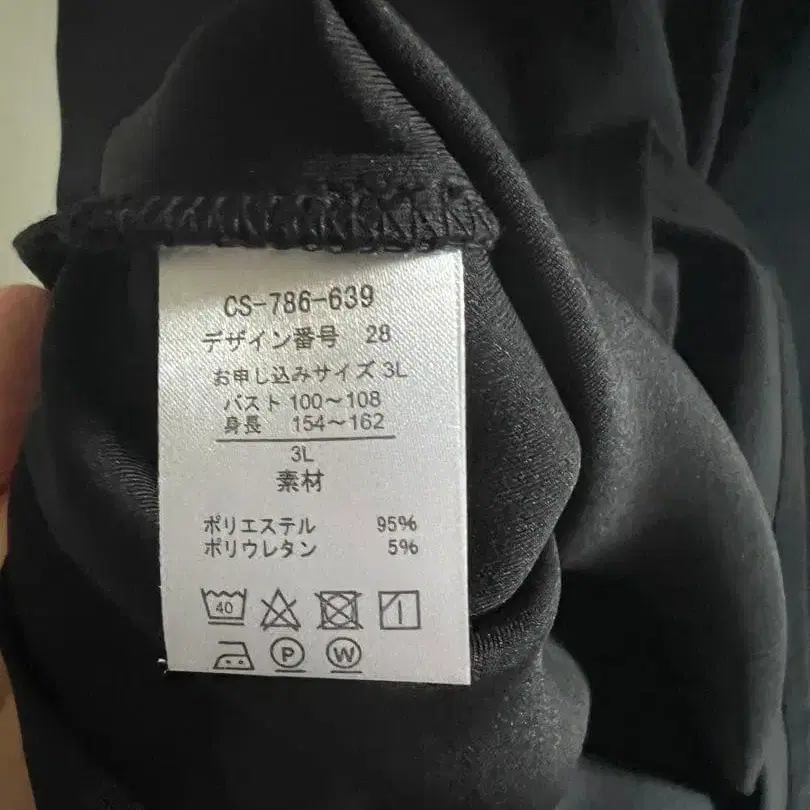 CS-786-639
デザイン番号 28
お申し込みサイズ 3L
バスト 100～108
身長 154～162
3L
素材
ポリエステル 95%
ポリウレタン 5%
40
P W